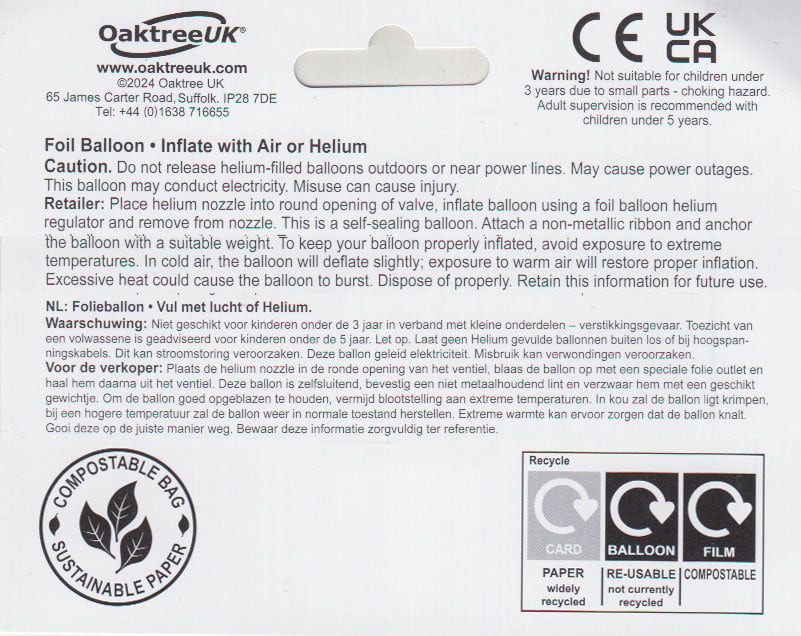 OaktreeUK®
www.oaktreeuk.com
©2024 Oaktree UK
65 James Carter Road, Suffolk. IP28 7DE
Tel: +44 (0)1638 716655
CE UK CA
Warning! Not suitable for children under
3 years due to small parts - choking hazard.
Adult supervision is recommended with
children under 5 years.
Foil Balloon • Inflate with Air or Helium
Caution. Do not release helium-filled balloons outdoors or near power lines. May cause power outages.
This balloon may conduct electricity. Misuse can cause injury.
Retailer: Place helium nozzle into round opening of valve, inflate balloon using a foil balloon helium
regulator and remove from nozzle. This is a self-sealing balloon. Attach a non-metallic ribbon and anchor
the balloon with a suitable weight. To keep your balloon properly inflated, avoid exposure to extreme
temperatures. In cold air, the balloon will deflate slightly; exposure to warm air will restore proper inflation.
Excessive heat could cause the balloon to burst. Dispose of properly. Retain this information for future use.
NL: Folieballon • Vul met lucht of Helium.
Waarschuwing: Niet geschikt voor kinderen onder de 3 jaar in verband met kleine onderdelen – verstikkingsgevaar. Toezicht van
een volwassene is geadviseerd voor kinderen onder de 5 jaar. Let op. Laat geen Helium gevulde ballonnen buiten los of bij hoogspan-
ningskabels. Dit kan stroomstoring veroorzaken. Deze ballon geleid elektriciteit. Misbruik kan verwondingen veroorzaken.
Voor de verkoper: Plaats de helium nozzle in de ronde opening van het ventiel, blaas de ballon op met een speciale folie outlet en
haal hem daarna uit het ventiel. Deze ballon is zelfsluitend, bevestig een niet metaalhoudend lint en verzwaar hem met een geschikt
gewichtje. Om de ballon goed opgeblazen te houden, vermijd blootstelling aan extreme temperaturen. In kou zal de ballon ligt krimpen,
bij een hogere temperatuur zal de ballon weer in normale toestand herstellen. Extreme warmte kan ervoor zorgen dat de ballon knalt.
Gooi deze op de juiste manier weg. Bewaar deze informatie zorgvuldig ter referentie.
COMPOSTABLE BAG
SUSTAINABLE PAPER
Recycle
CARD BALLOON FILM
PAPER RE-USABLE COMPOSTABLE
widely not currently
recycled recycled